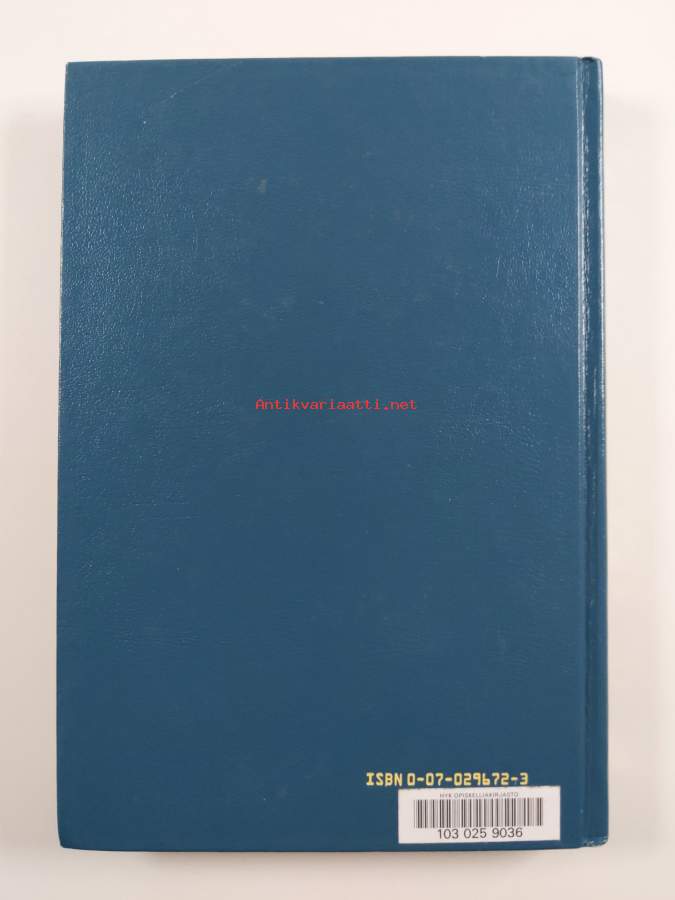 Antikvariaatti.net
ISBN 0-07-029672-3
HYK OPISKELIJAKIRJASTO
103 025 9036